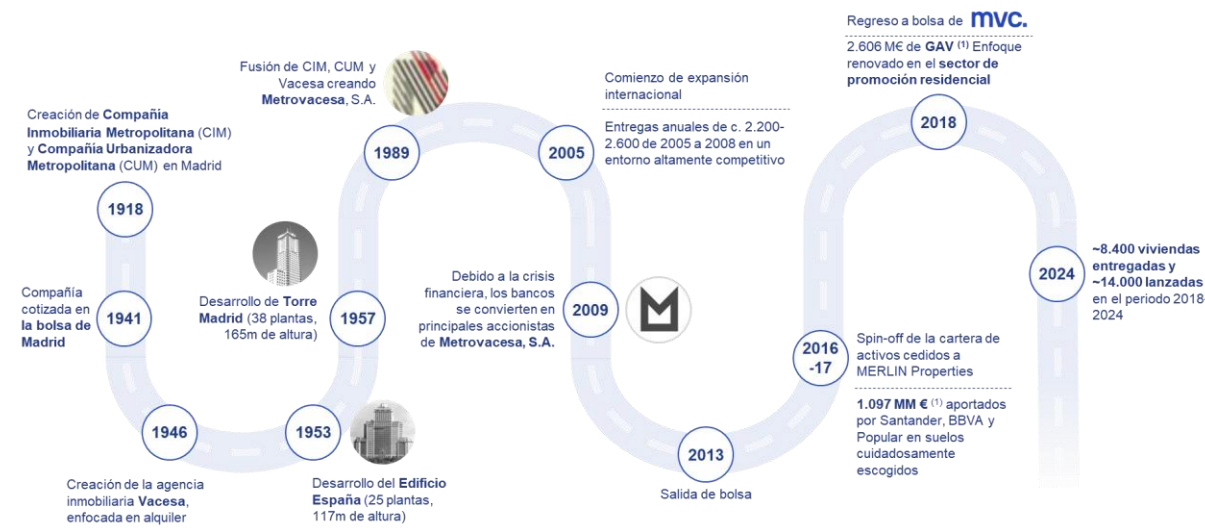 Creación de Compañía
Inmobiliaria Metropolitana (CIM)
y Compañía Urbanizadora
Metropolitana (CUM) en Madrid
1918
Compañía
cotizada en
la bolsa de
Madrid
1941
1946
Creación de la agencia
inmobiliaria Vacesa,
enfocada en alquiler
1953
Desarrollo del Edificio
España (25 plantas,
117m de altura)
Desarrollo de Torre
Madrid (38 plantas,
165m de altura)
1957
Fusión de CIM, CUM y
Vacesa creando
Metrovacesa, S.A.
1989
2005
Comienzo de expansión
internacional
Entregas anuales de c. 2.200-
2.600 de 2005 a 2008 en un
entorno altamente competitivo
Debido a la crisis
financiera, los bancos
se convierten en
principales accionistas
de Metrovacesa, S.A.
2009
M
2013
Salida de bolsa
2016
-17
Spin-off de la cartera de
activos cedidos a
MERLIN Properties
1.097 MM € (1) aportados
por Santander, BBVA y
Popular en suelos
cuidadosamente
escogidos
Regreso a bolsa de mvc.
2.606 M€ de GAV (1) Enfoque
renovado en el sector de
promoción residencial
2018
2024
~8.400 viviendas
entregadas y
~14.000 lanzadas
en el periodo 2018-
2024